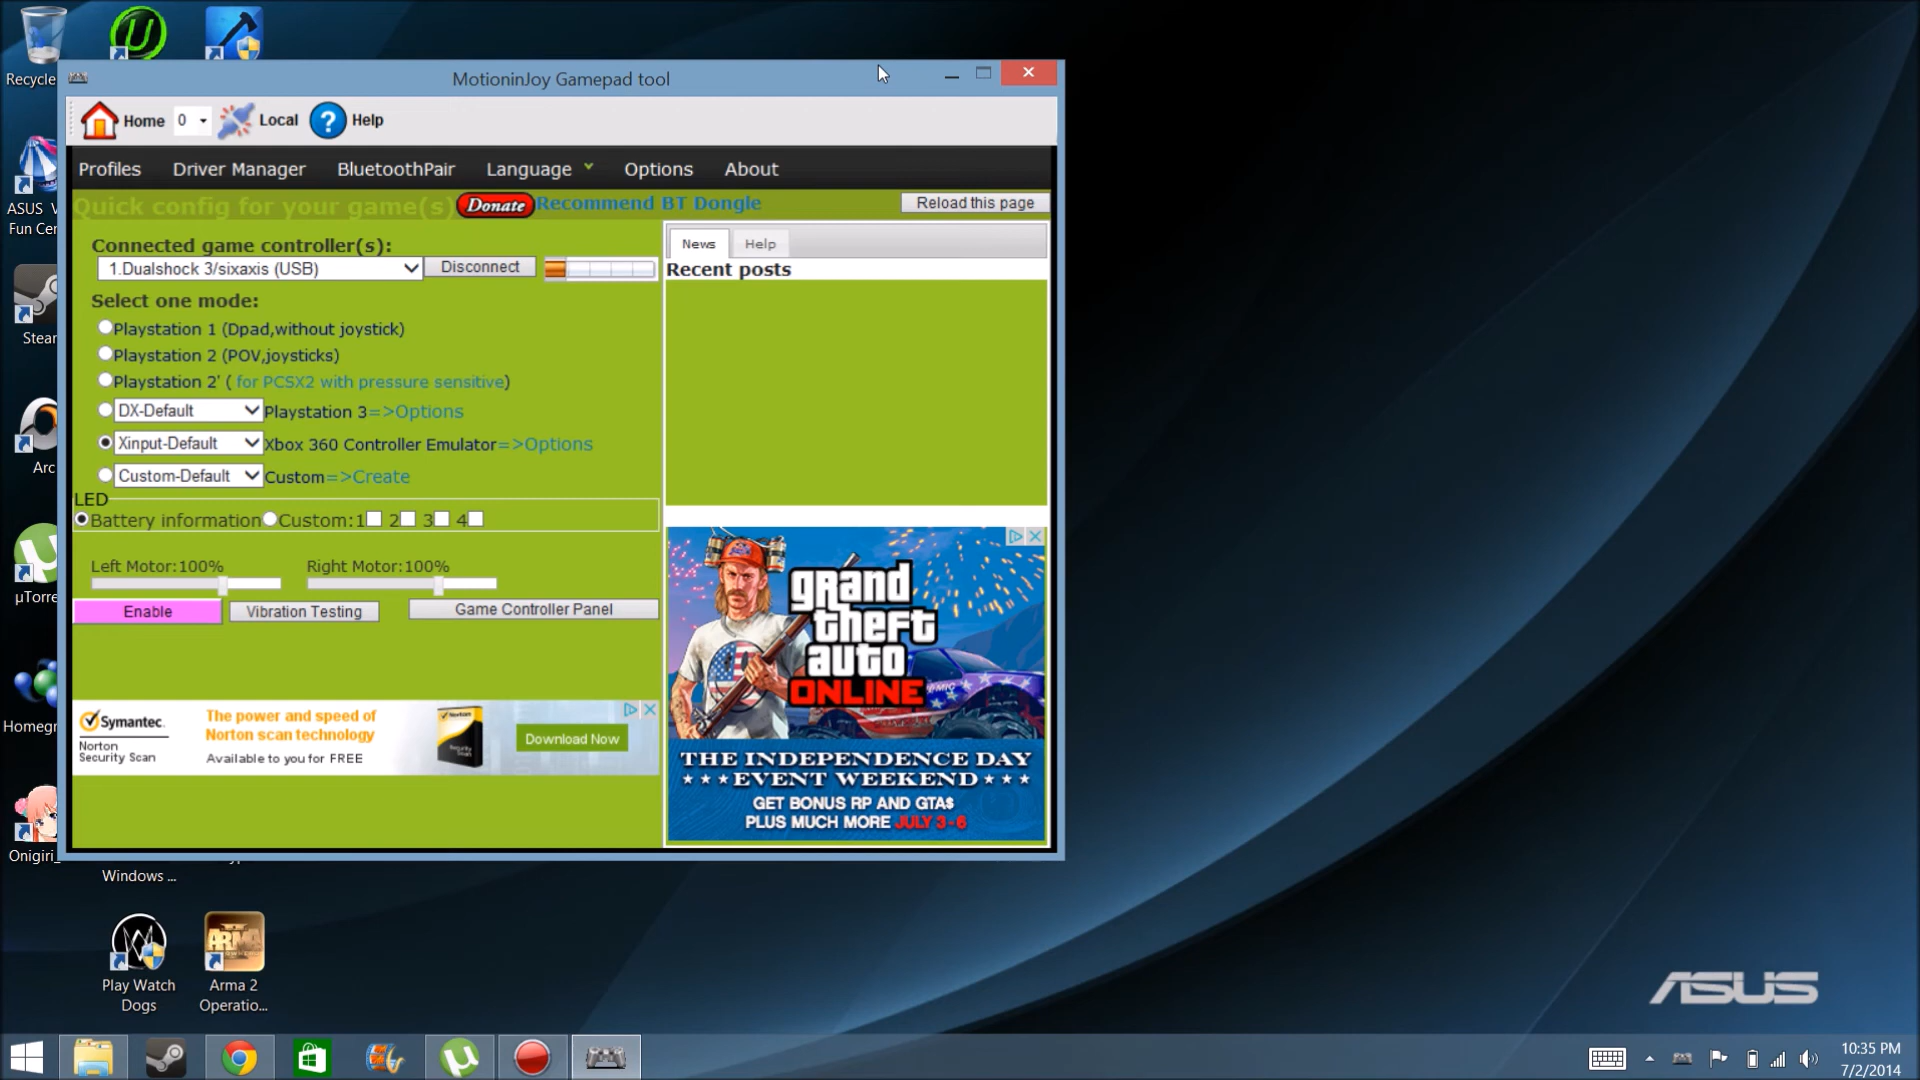 Recycle
MotioninJoy Gamepad tool
Home 0 Local ? Help
Profiles Driver Manager BluetoothPair Language Options About
Quick config for your game(s) Donate Recommend BT Dongle Reload this page
Connected game controller(s):
1.Dualshock 3/sixaxis (USB) Disconnect
Select one mode:
Playstation 1 (Dpad,without joystick)
Playstation 2 (POV,joysticks)
Playstation 2' ( for PCSX2 with pressure sensitive)
DX-Default Playstation 3=>Options
Xinput-Default Xbox 360 Controller Emulator=>Options
Custom-Default Custom=>Create
LED
Battery information Custom:1 2 3 4
Left Motor:100% Right Motor:100%
Enable Vibration Testing Game Controller Panel
News Help
Recent posts
Symantec.
Norton
Security Scan
The power and speed of
Norton scan technology
Available to you for FREE
Norton
Download Now
grand
theft
auto
ONLINE
THE INDEPENDENCE DAY
EVENT WEEKEND
GET BONUS RP AND GTA$
PLUS MUCH MORE JULY 3-6
ASUS V
Fun Cer
Stear
Arc
µTorre
Homegr
Onigiri_
Windows ...
Play Watch
Dogs
ARMA
Arma 2
Operatio...
ASUS
10:35 PM
7/2/2014